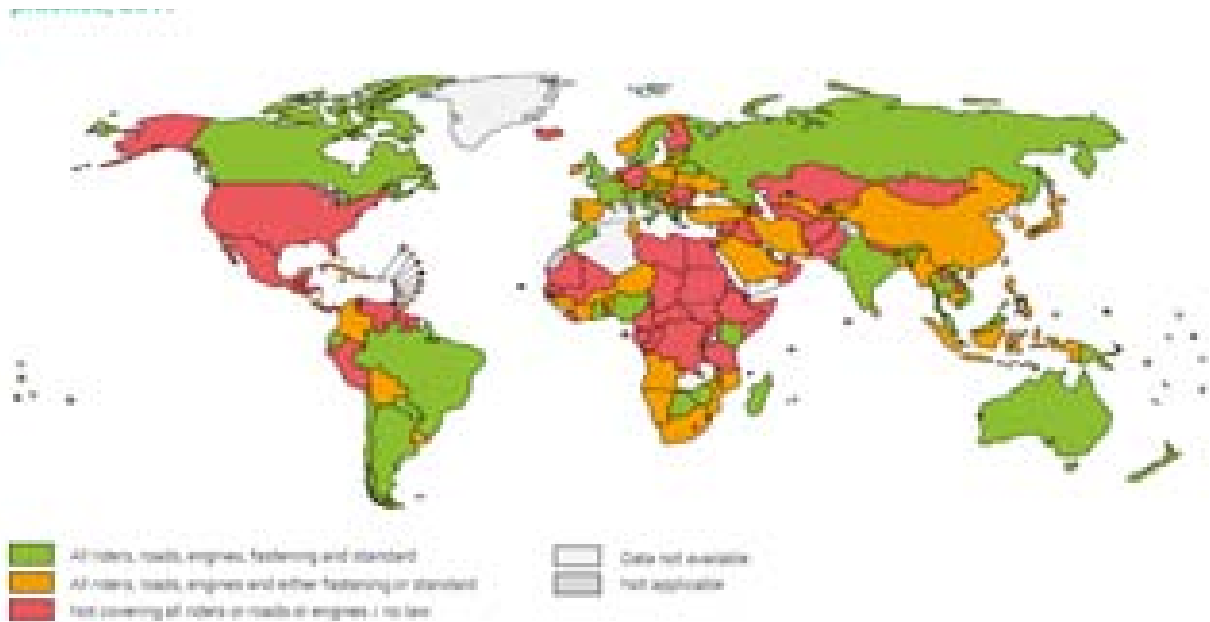 All riders, roads, engines, fastening and standard
All riders, roads, engines and either fastening or standard
Not covering all riders or roads or engines / no law
Data not available
Not applicable